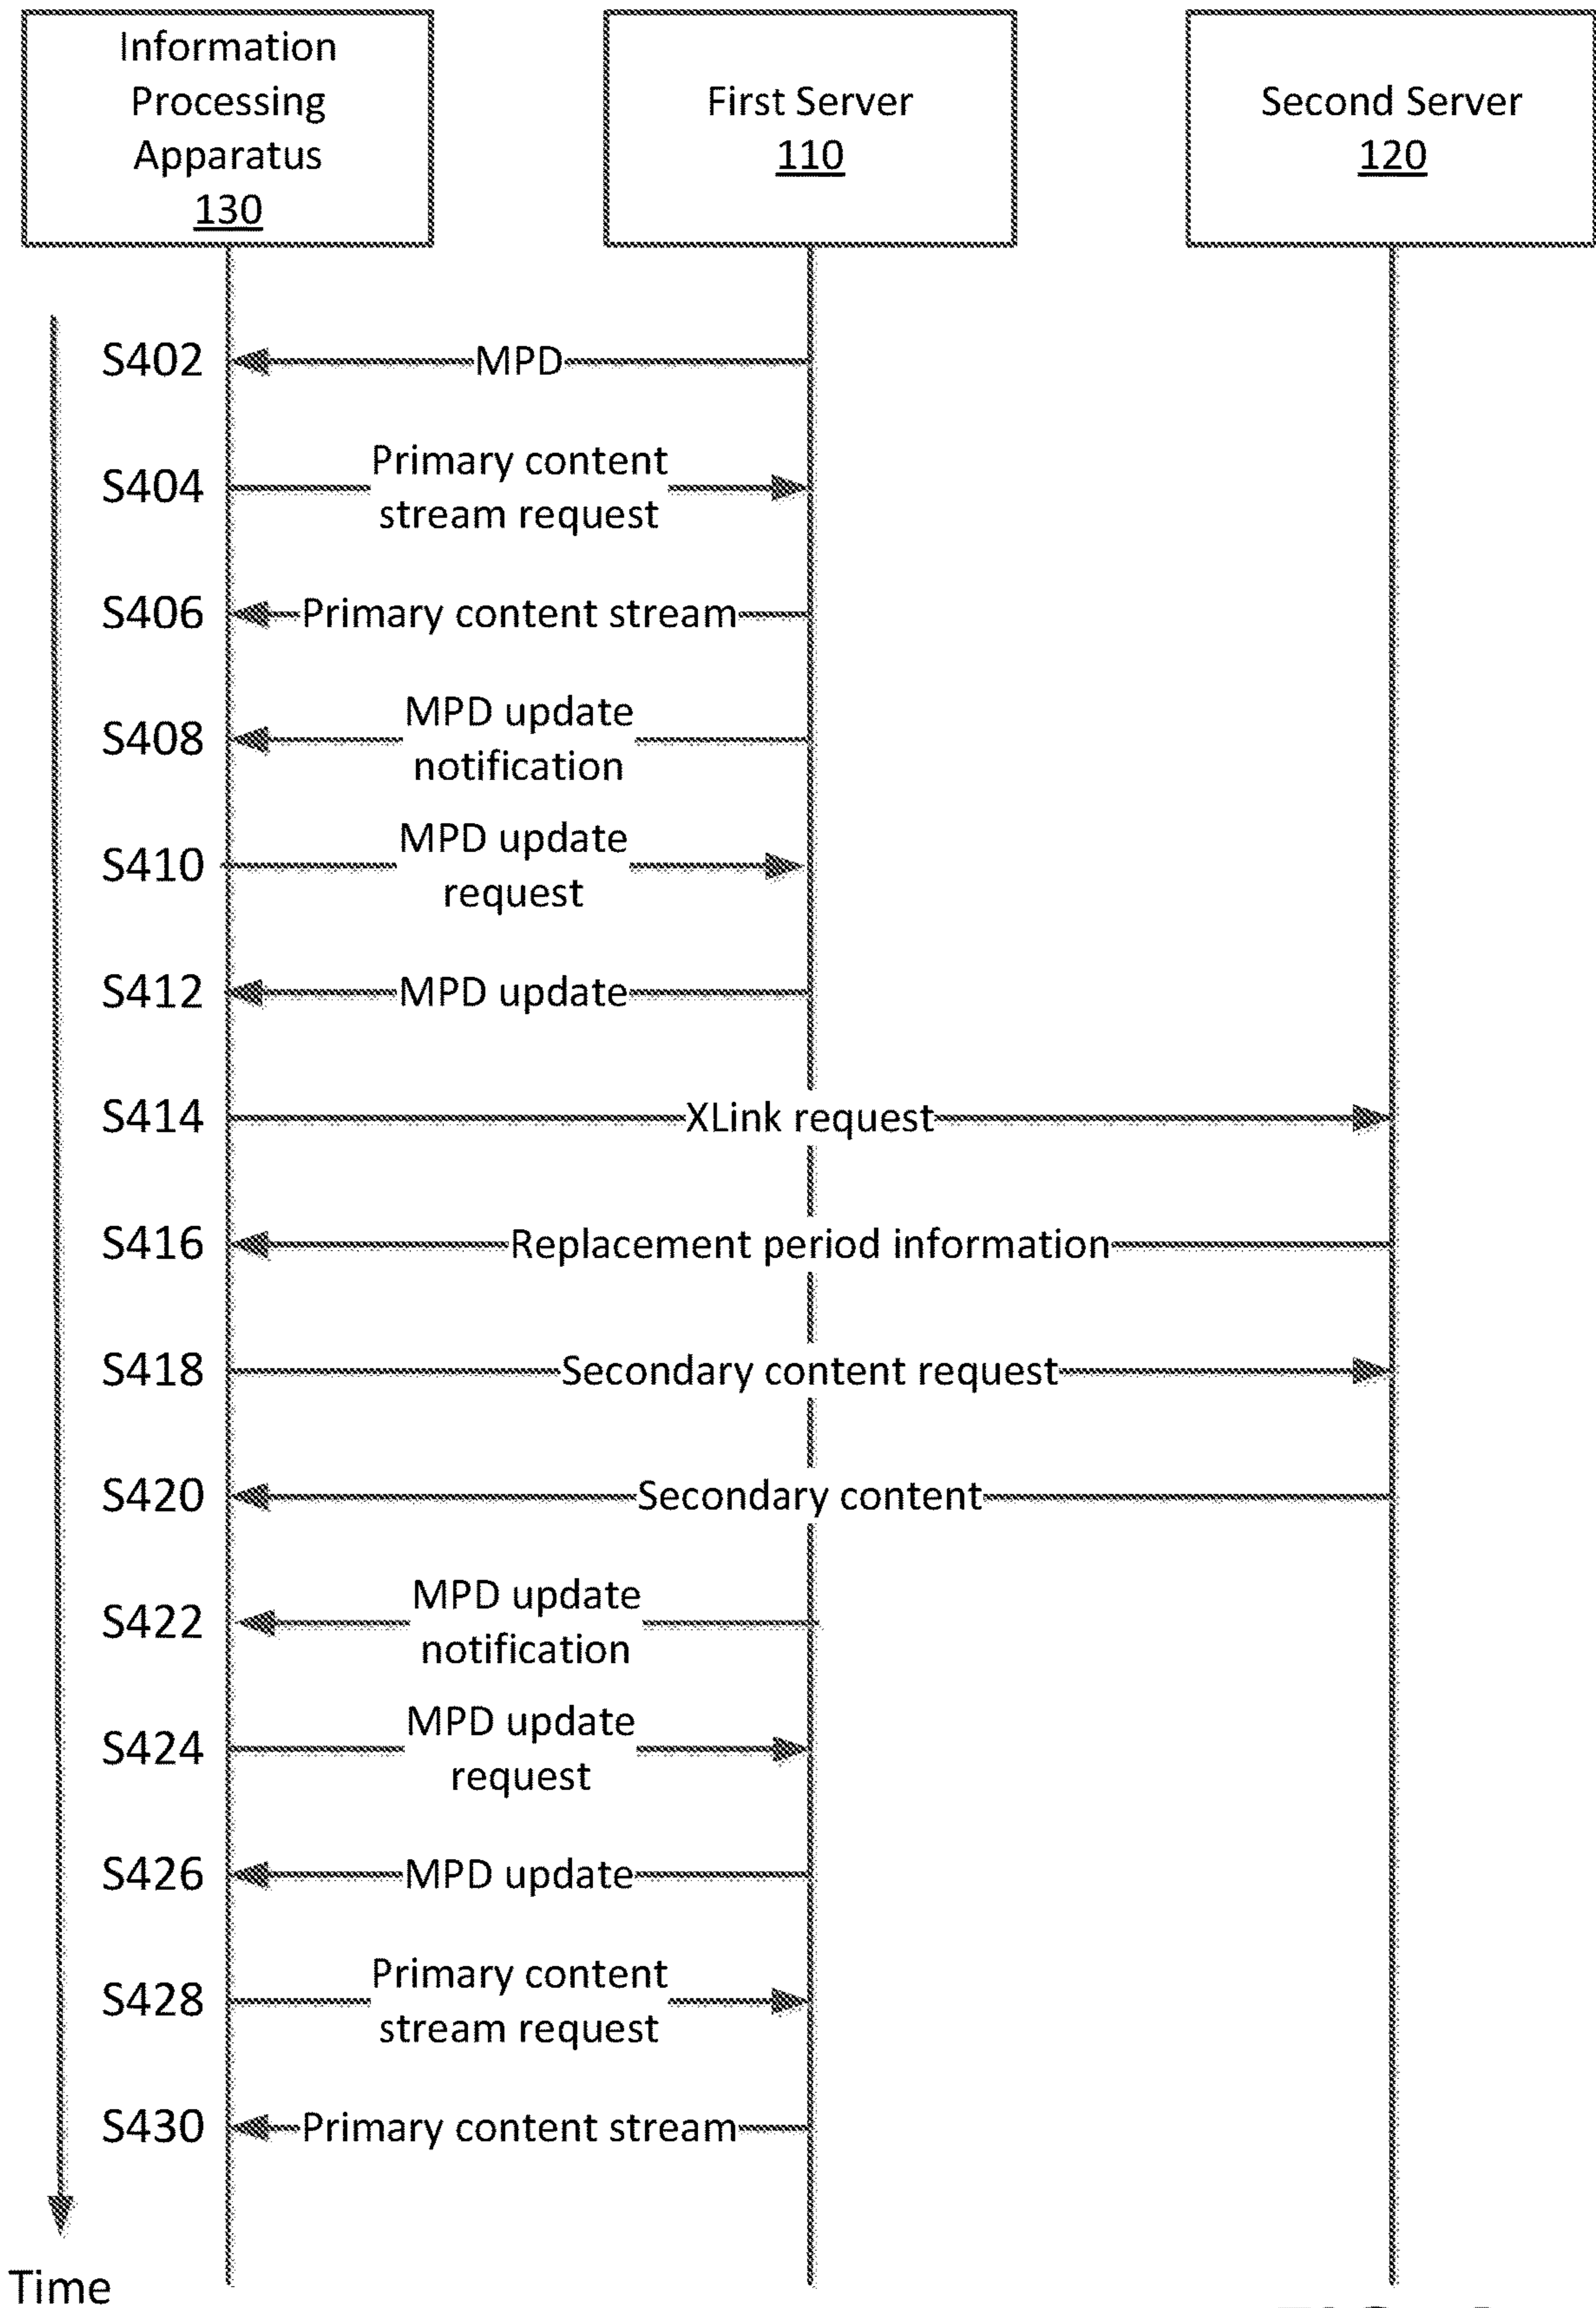 Information
Processing
Apparatus
130
First Server
110
Second Server
120
S402
MPD
S404
Primary content
stream request
S406
Primary content stream
S408
MPD update
notification
S410
MPD update
request
S412
MPD update
S414
XLink request
S416
Replacement period information
S418
Secondary content request
S420
Secondary content
S422
MPD update
notification
S424
MPD update
request
S426
MPD update
S428
Primary content
stream request
S430
Primary content stream
Time